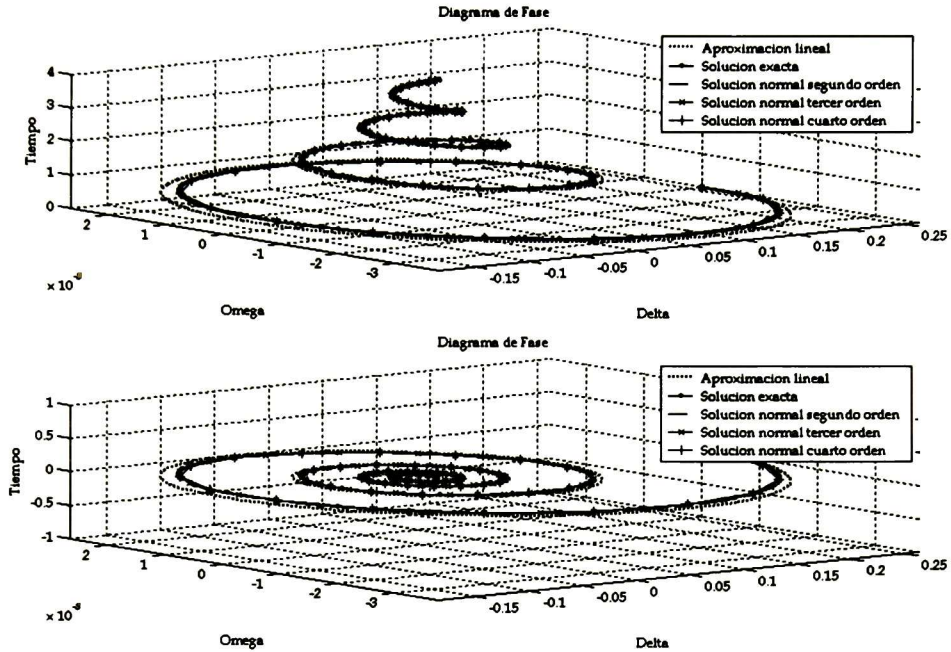 Diagrama de Fase
Aproximacion lineal
Solucion exacta
Solucion normal segundo orden
Solucion normal tercer orden
Solucion normal cuarto orden
Tiempo
4
3
2
1
0
2
1
0
-1
-2
-3
-0.15
-0.1
-0.05
0
0.05
0.1
0.15
0.2
0.25
Omega
Delta
Diagrama de Fase
Aproximacion lineal
Solucion exacta
Solucion normal segundo orden
Solucion normal tercer orden
Solucion normal cuarto orden
Tiempo
1
0.5
0
-0.5
-1
2
1
0
-1
-2
-3
-0.15
-0.1
-0.05
0
0.05
0.1
0.15
0.2
0.25
Omega
Delta